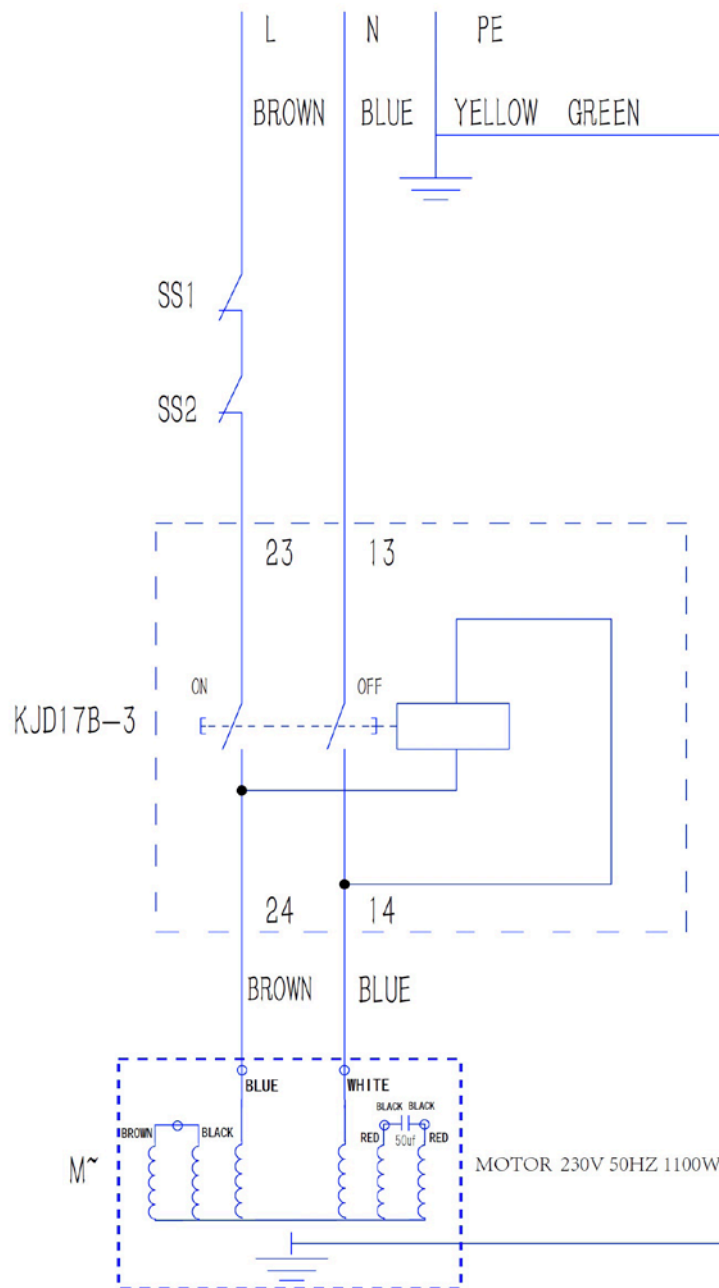 L N PE
BROWN BLUE YELLOW GREEN
SS1
SS2
23 13
ON OFF
KJD17B-3
24 14
BROWN BLUE
BLUE WHITE
BLACK BLACK
BROWN BLACK RED 50uf RED
M~ MOTOR 230V 50HZ 1100W